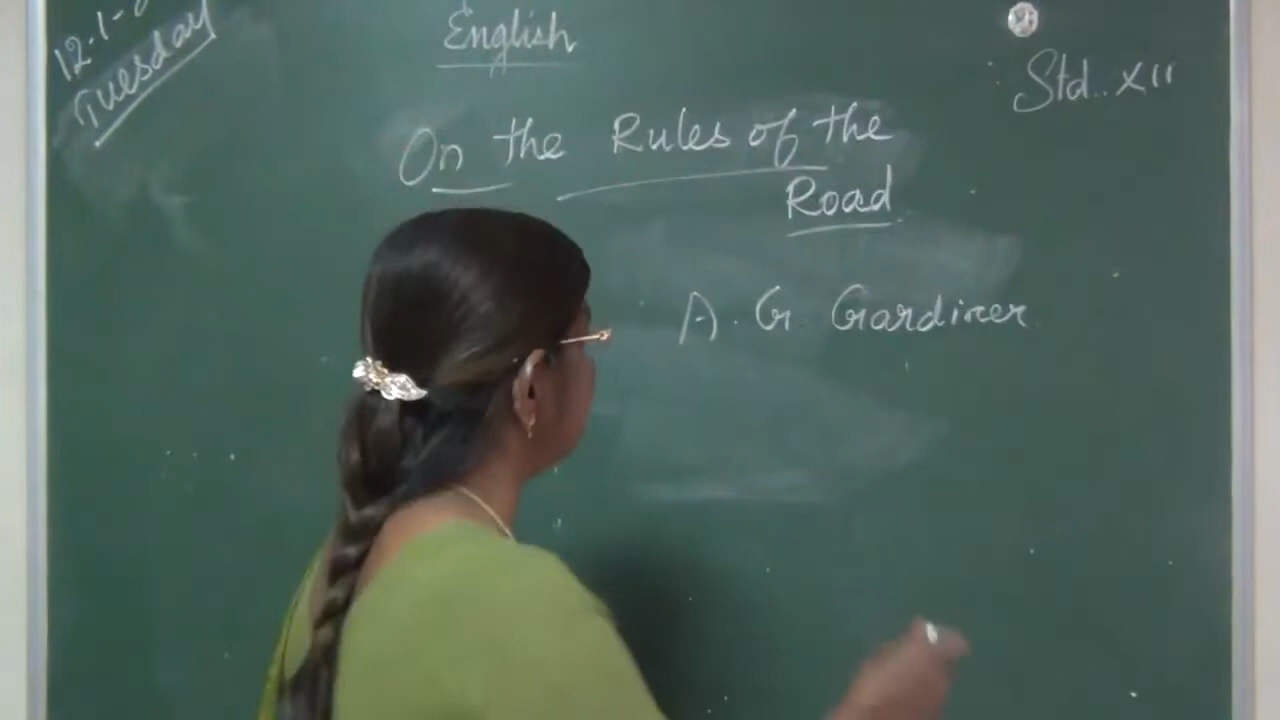 12-1-
Tuesday
English
Std.. XII
On the Rules of the
Road
A. G. Gardiner